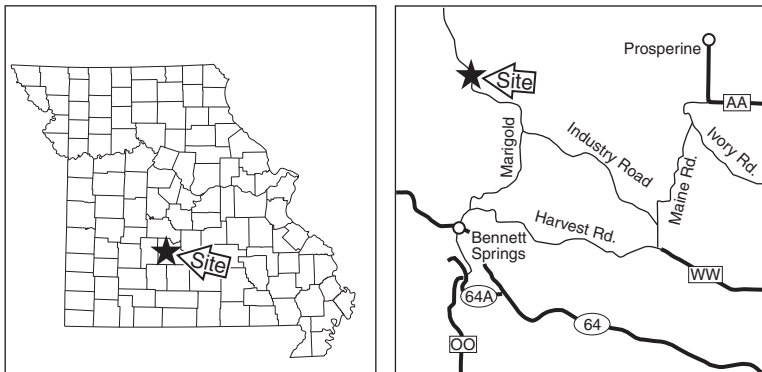 Site
Prosperine
Site
AA
Marigold
Industry Road
Ivory Rd.
Maine Rd.
Harvest Rd.
Bennett
Springs
WW
64A
64
OO